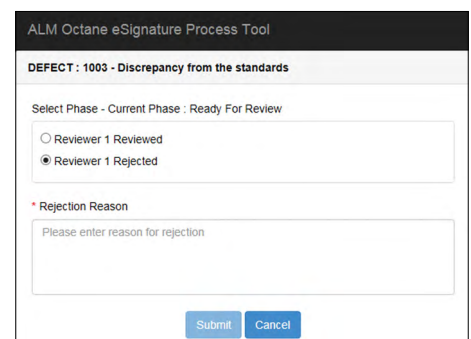 ALM Octane eSignature Process Tool
DEFECT : 1003 - Discrepancy from the standards
Select Phase - Current Phase : Ready For Review
Reviewer 1 Reviewed
Reviewer 1 Rejected
* Rejection Reason
Please enter reason for rejection
Submit Cancel